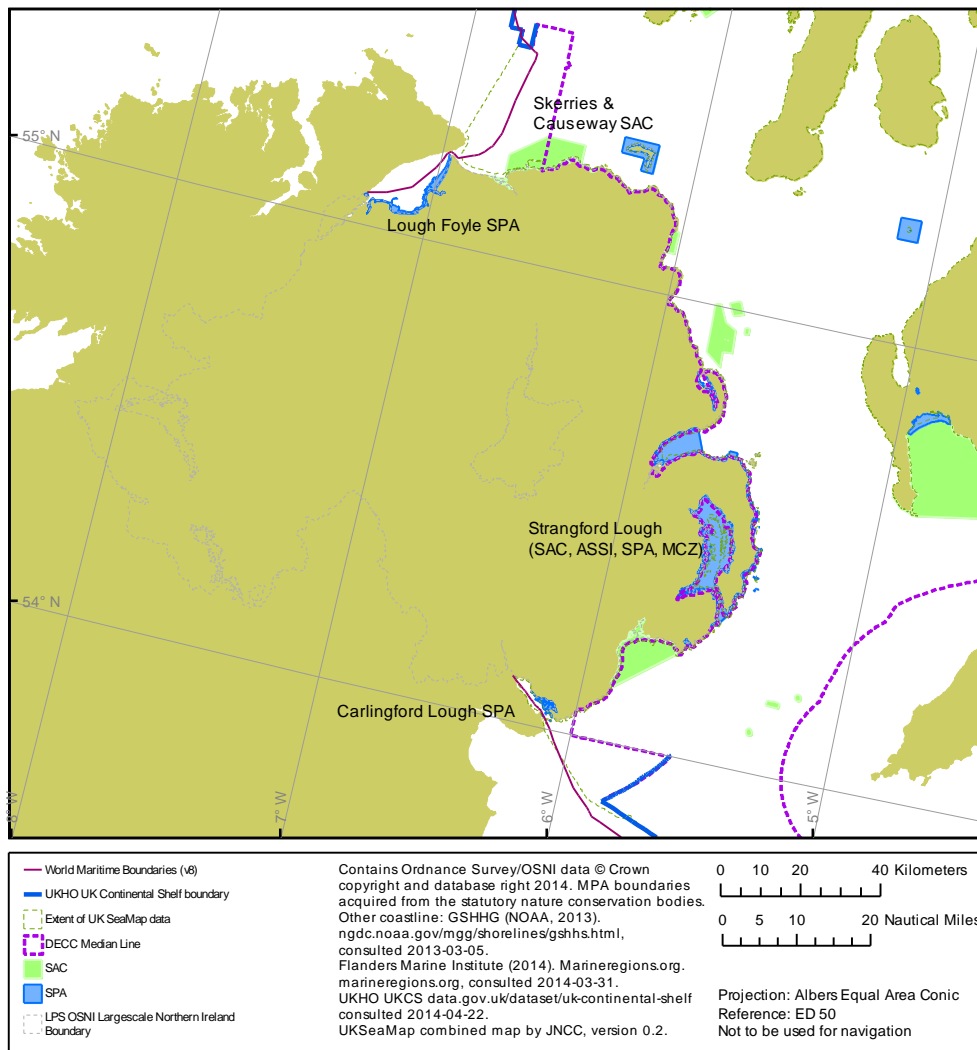 Skerries &
Causeway SAC
55° N
Lough Foyle SPA
Strangford Lough
(SAC, ASSI, SPA, MCZ)
54° N
Carlingford Lough SPA
8° W
7° W
6° W
5° W
World Maritime Boundaries (v8)
UKHO UK Continental Shelf boundary
Extent of UK SeaMap data
DECC Median Line
SAC
SPA
LPS OSNI Largescale Northern Ireland
Boundary
Contains Ordnance Survey/OSNI data © Crown
copyright and database right 2014. MPA boundaries
acquired from the statutory nature conservation bodies.
Other coastline: GSHHG (NOAA, 2013).
ngdc.noaa.gov/mgg/shorelines/gshhs.html,
consulted 2013-03-05.
Flanders Marine Institute (2014). Marineregions.org.
marineregions.org, consulted 2014-03-31.
UKHO UKCS data.gov.uk/dataset/uk-continental-shelf
consulted 2014-04-22.
UKSeaMap combined map by JNCC, version 0.2.
Kilometers
0 10 20 40
Nautical Miles
0 5 10 20
Projection: Albers Equal Area Conic
Reference: ED 50
Not to be used for navigation